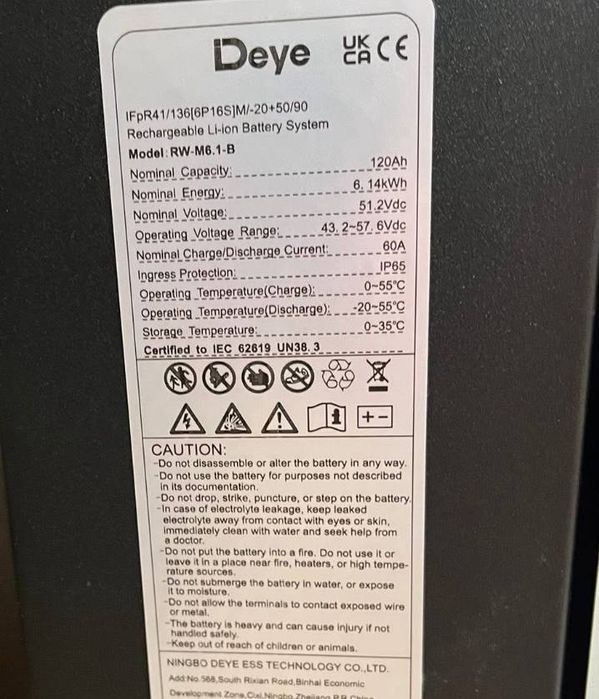 Deye UK CA CE
IFpR41/136[6P16S]M/-20+50/90
Rechargeable Li-ion Battery System
Model: RW-M6.1-B
Nominal Capacity: 120Ah
Nominal Energy: 6.14kWh
Nominal Voltage: 51.2Vdc
Operating Voltage Range: 43.2~57.6Vdc
Nominal Charge/Discharge Current: 60A
Ingress Protection: IP65
Operating Temperature(Charge): 0~55°C
Operating Temperature(Discharge): -20~55°C
Storage Temperature: 0~35°C
Certified to IEC 62619 UN38.3
CAUTION:
-Do not disassemble or alter the battery in any way.
-Do not use the battery for purposes not described
in its documentation.
-Do not drop, strike, puncture, or step on the battery.
-In case of electrolyte leakage, keep leaked
electrolyte away from contact with eyes or skin,
immediately clean with water and seek help from
a doctor.
-Do not put the battery into a fire. Do not use it or
leave it in a place near fire, heaters, or high tempe-
rature sources.
-Do not submerge the battery in water, or expose
it to moisture.
-Do not allow the terminals to contact exposed wire
or metal.
-The battery is heavy and can cause injury if not
handled safely.
-Keep out of reach of children or animals.
NINGBO DEYE ESS TECHNOLOGY CO.,LTD.
Add:No.568,South Rixian Road,Binhai Economic
Development Zone,Cixi,Ningbo,Zhejiang,P.R.China